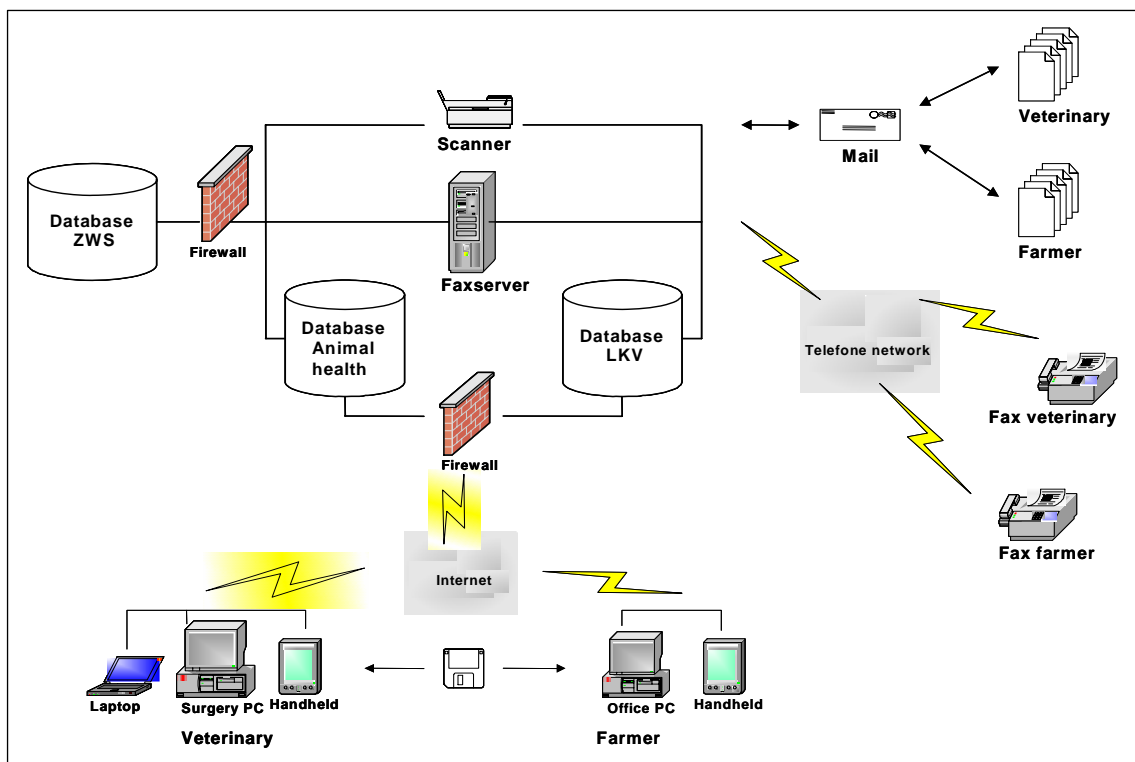 Veterinary
Scanner
Mail
Database
ZWS
Firewall
Farmer
Faxserver
Database
Animal
health
Database
LKV
Telefone network
Fax veterinary
Firewall
Fax farmer
Internet
Laptop
Surgery PC
Handheld
Veterinary
Office PC
Handheld
Farmer